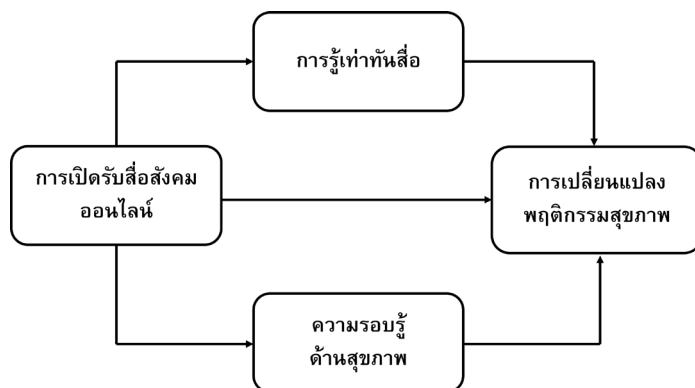 การรู้เท่าทันสื่อ
การเปิดรับสื่อสังคม
ออนไลน์
การเปลี่ยนแปลง
พฤติกรรมสุขภาพ
ความรอบรู้
ด้านสุขภาพ